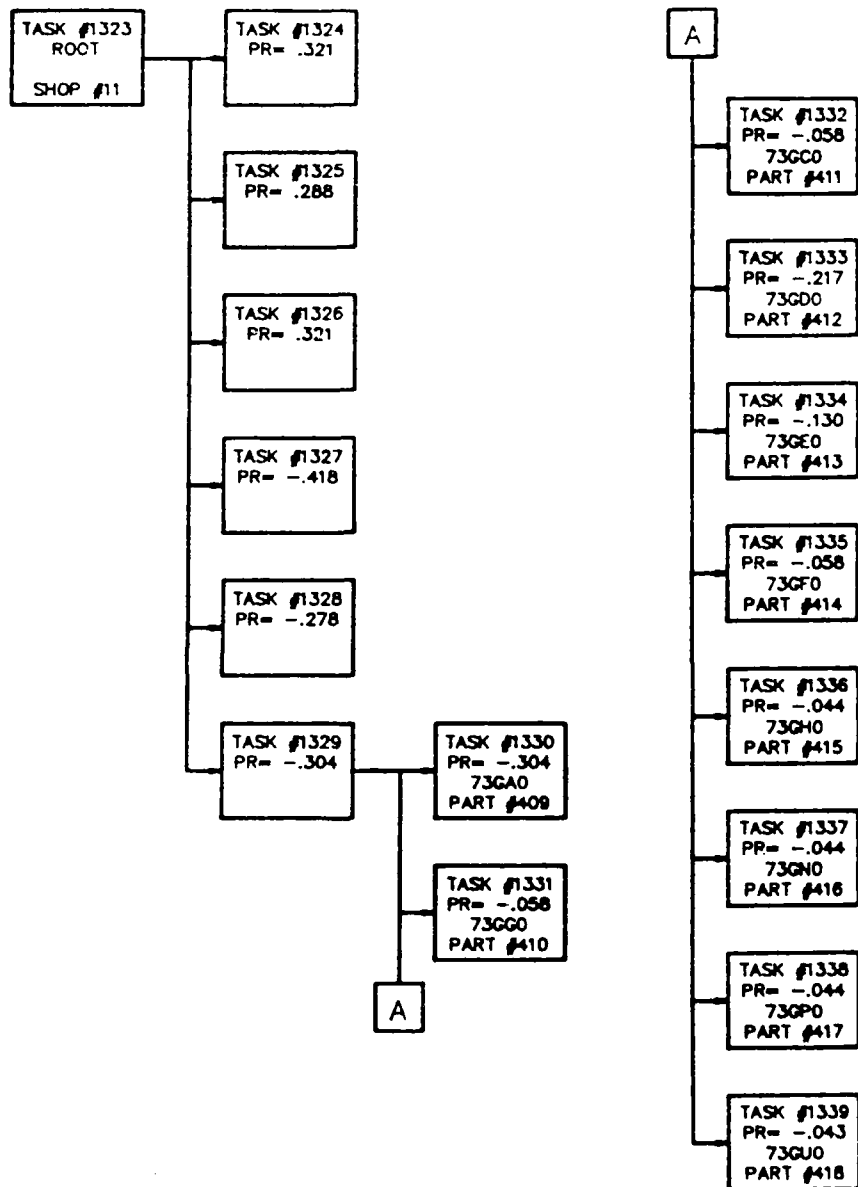 TASK #1323
ROOT
SHOP #11
TASK #1324
PR= .321
TASK #1325
PR= .288
TASK #1326
PR= .321
TASK #1327
PR= -.418
TASK #1328
PR= -.278
TASK #1329
PR= -.304
TASK #1330
PR= -.304
73GA0
PART #409
TASK #1331
PR= -.058
73GG0
PART #410
A
A
TASK #1332
PR= -.058
73GC0
PART #411
TASK #1333
PR= -.217
73GD0
PART #412
TASK #1334
PR= -.130
73GE0
PART #413
TASK #1335
PR= -.058
73GF0
PART #414
TASK #1336
PR= -.044
73GH0
PART #415
TASK #1337
PR= -.044
73GN0
PART #416
TASK #1338
PR= -.044
73GP0
PART #417
TASK #1339
PR= -.043
73GU0
PART #418